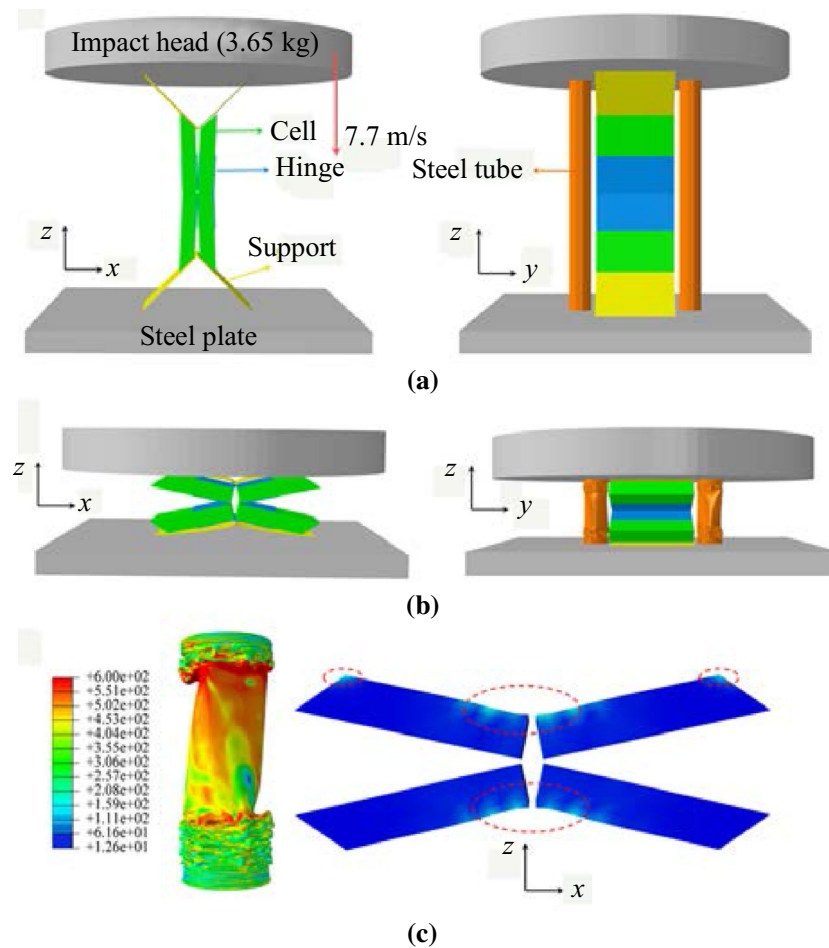 Impact head (3.65 kg)
Cell
7.7 m/s
Hinge
Steel tube
z
x
Support
z
y
Steel plate
(a)
z
x
z
y
(b)
+6.00e+02
+5.51e+02
+5.02e+02
+4.53e+02
+4.04e+02
+3.55e+02
+3.06e+02
+2.57e+02
+2.08e+02
+1.59e+02
+1.11e+02
+6.16e+01
+1.26e+01
z
x
(c)